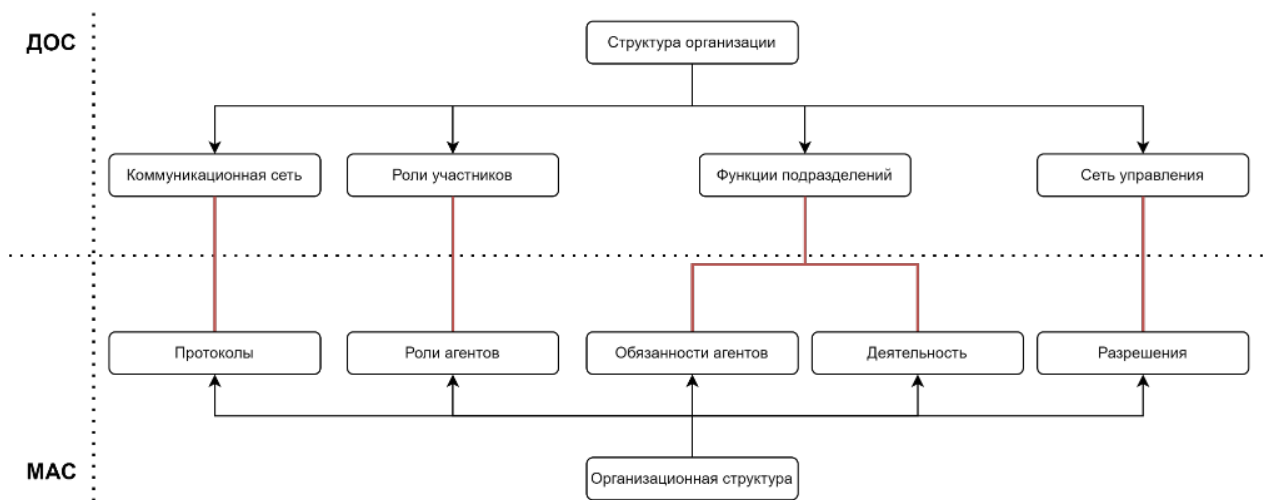 ДОС
Структура организации
Коммуникационная сеть
Роли участников
Функции подразделений
Сеть управления
Протоколы
Роли агентов
Обязанности агентов
Деятельность
Разрешения
МАС
Организационная структура